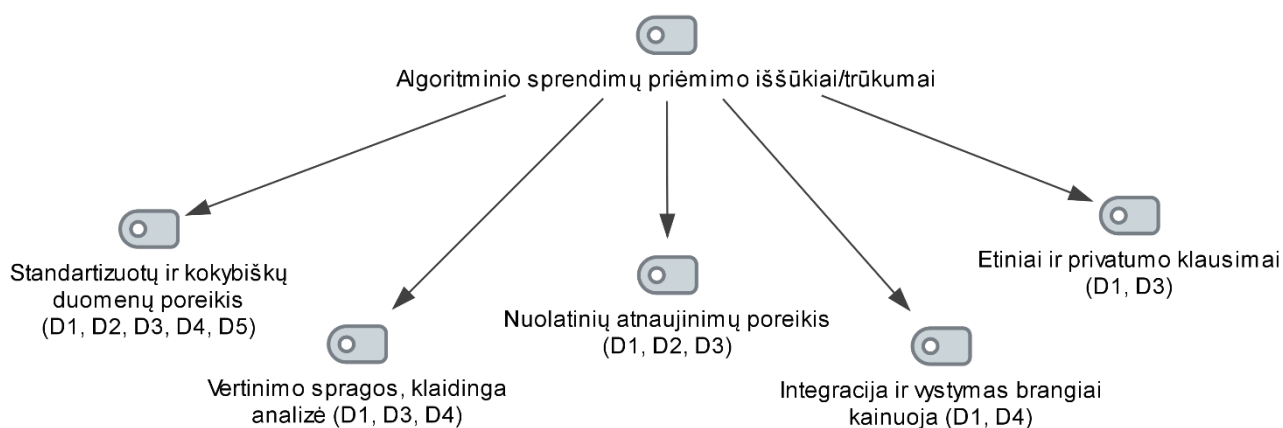 Algoritminio sprendimų priėmimo iššūkiai/trūkumai
Standartizuotų ir kokybiškų
duomenų poreikis
(D1, D2, D3, D4, D5)
Vertinimo spragos, klaidinga
analizė (D1, D3, D4)
Nuolatinių atnaujinimų poreikis
(D1, D2, D3)
Integracija ir vystymas brangiai
kainuoja (D1, D4)
Etiniai ir privatumo klausimai
(D1, D3)